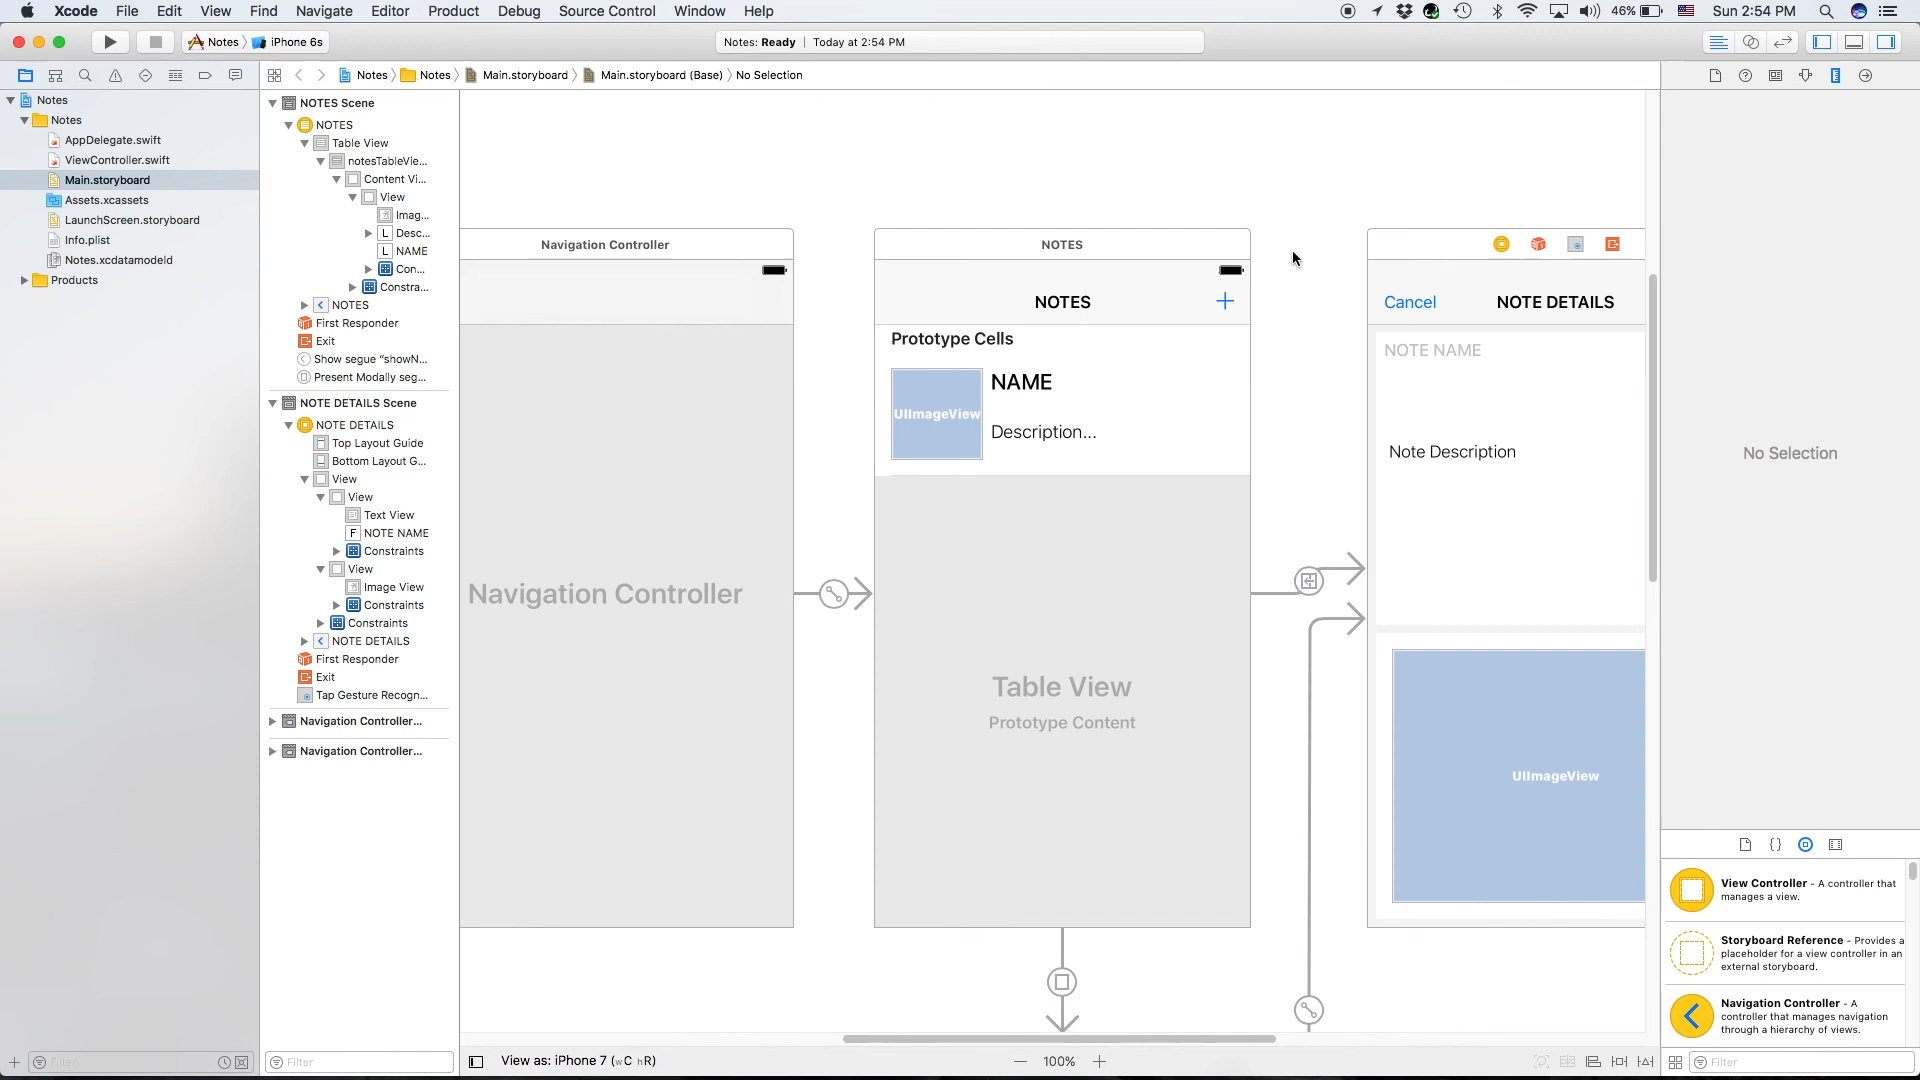 Xcode File Edit View Find Navigate Editor Product Debug Source Control Window Help
46% Sun 2:54 PM
Notes iPhone 6s
Notes: Ready | Today at 2:54 PM
Notes Notes Main.storyboard Main.storyboard (Base) No Selection
Notes
Notes
AppDelegate.swift
ViewController.swift
Main.storyboard
Assets.xcassets
LaunchScreen.storyboard
Info.plist
Notes.xcdatamodeld
Products
Filter
NOTES Scene
NOTES
Table View
notesTableVie...
Content Vi...
View
Imag...
L Desc...
L NAME
Con...
Constra...
NOTES
First Responder
Exit
Show segue "showN...
Present Modally seg...
NOTE DETAILS Scene
NOTE DETAILS
Top Layout Guide
Bottom Layout G...
View
View
Text View
F NOTE NAME
Constraints
View
Image View
Constraints
Constraints
NOTE DETAILS
First Responder
Exit
Tap Gesture Recogn...
Navigation Controller...
Navigation Controller...
Filter
Navigation Controller
Navigation Controller
NOTES
NOTES
Prototype Cells
UIImageView
NAME
Description...
Table View
Prototype Content
Cancel NOTE DETAILS
NOTE NAME
Note Description
UIImageView
View as: iPhone 7 (wC hR)
100%
No Selection
View Controller - A controller that
manages a view.
Storyboard Reference - Provides a
placeholder for a view controller in an
external storyboard.
Navigation Controller - A
controller that manages navigation
through a hierarchy of views.
Filter